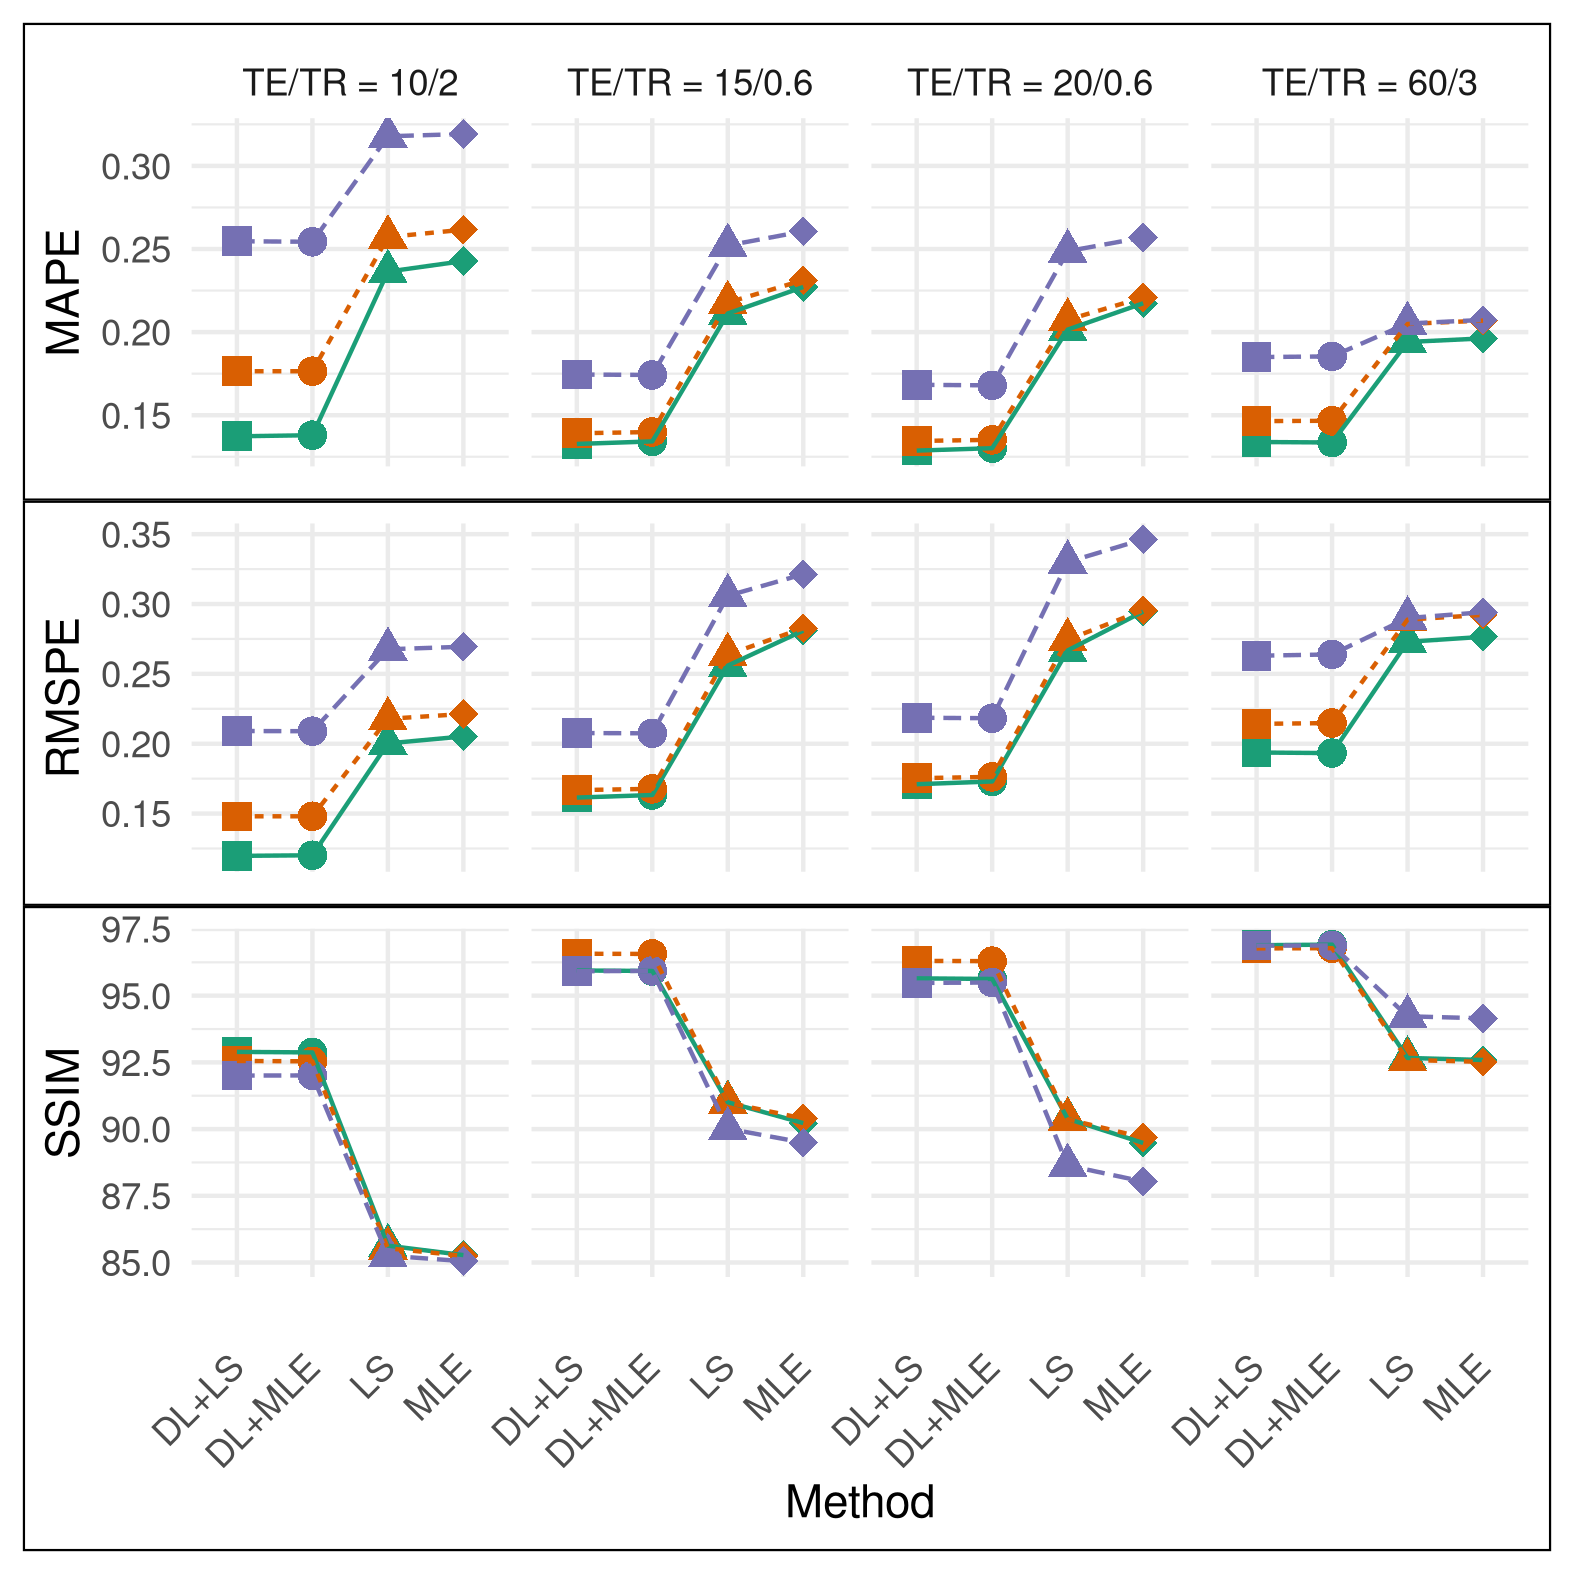 TE/TR = 10/2 TE/TR = 15/0.6 TE/TR = 20/0.6 TE/TR = 60/3
MAPE
0.30
0.25
0.20
0.15
RMSPE
0.35
0.30
0.25
0.20
0.15
SSIM
97.5
95.0
92.5
90.0
87.5
85.0
DL+LS DL+MLE LS MLE DL+LS DL+MLE LS MLE DL+LS DL+MLE LS MLE DL+LS DL+MLE LS MLE
Method